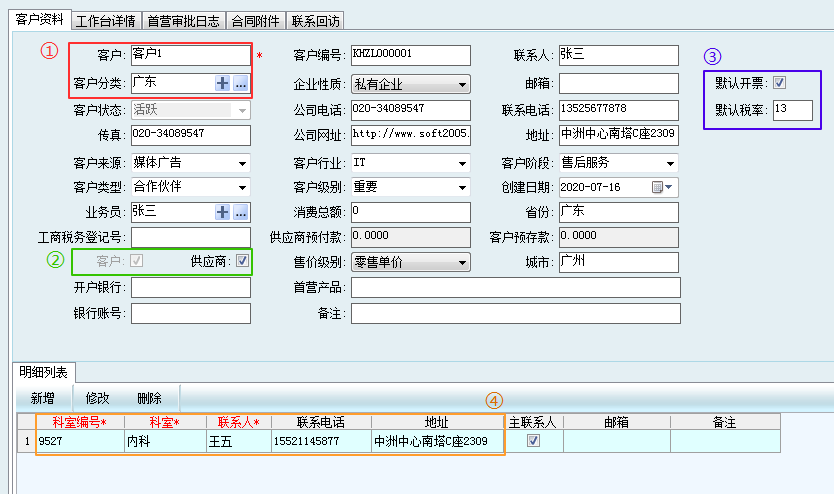 客户资料 工作台详情 首营审批日志 合同附件 联系回访
① 客户: 客户1 * 客户编号: KHZL000001 联系人: 张三 ③
客户分类: 广东 + ... 企业性质: 私有企业 邮箱: 默认开票:
客户状态: 活跃 公司电话: 020-34089547 联系电话: 13525677878 默认税率: 13
传真: 020-34089547 公司网址: http://www.soft2005. 地址: 中洲中心南塔C座2309
客户来源: 媒体广告 客户行业: IT 客户阶段: 售后服务
客户类型: 合作伙伴 客户级别: 重要 创建日期: 2020-07-16
业务员: 张三 + ... 消费总额: 0 省份: 广东
工商税务登记号: 供应商预付款: 0.0000 客户预存款: 0.0000
② 客户: 供应商: 售价级别: 零售单价 城市: 广州
开户银行: 首营产品:
银行账号: 备注:
明细列表
新增 修改 删除 ④
科室编号* 科室* 联系人* 联系电话 地址 主联系人 邮箱 备注
1 9527 内科 王五 15521145877 中洲中心南塔C座2309